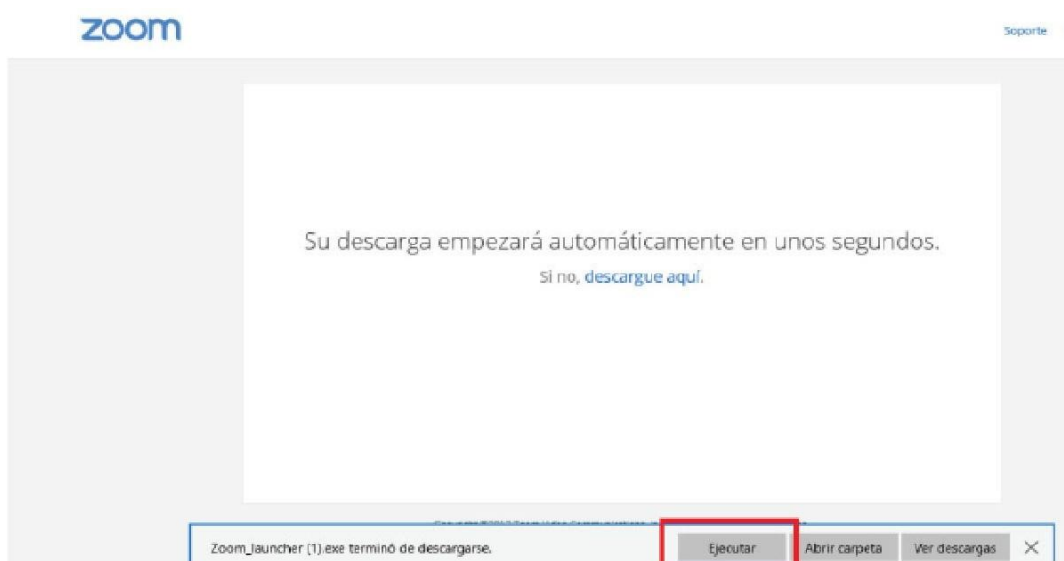 zoom
Soporte
Su descarga empezará automáticamente en unos segundos.
Si no, descargue aquí.
Zoom_launcher (1).exe terminó de descargarse.
Ejecutar
Abrir carpeta
Ver descargas